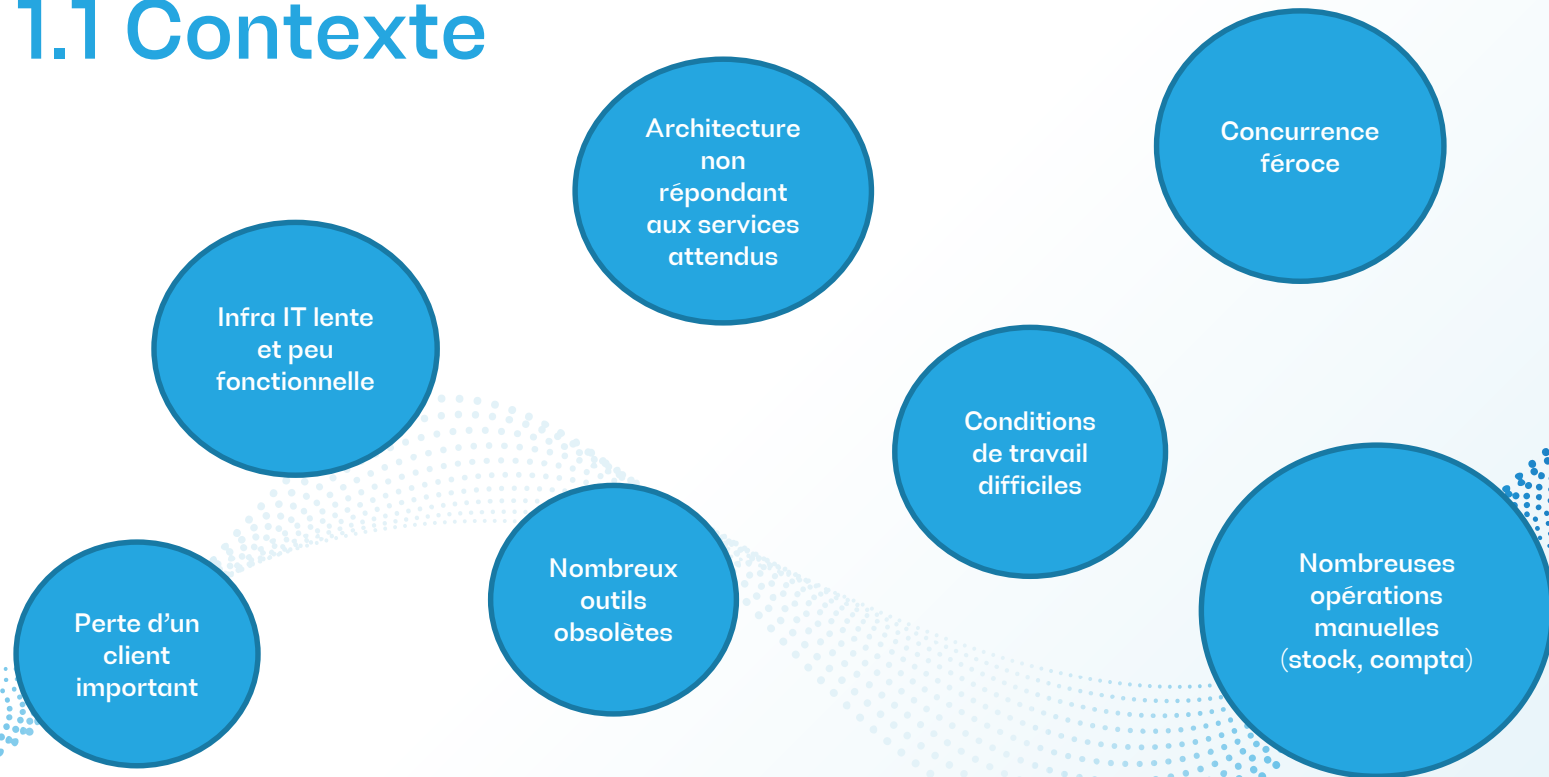 1.1 Contexte
Architecture
non
répondant
aux services
attendus
Concurrence
féroce
Infra IT lente
et peu
fonctionnelle
Conditions
de travail
difficiles
Nombreux
outils
obsolètes
Nombreuses
opérations
manuelles
(stock, compta)
Perte d’un
client
important